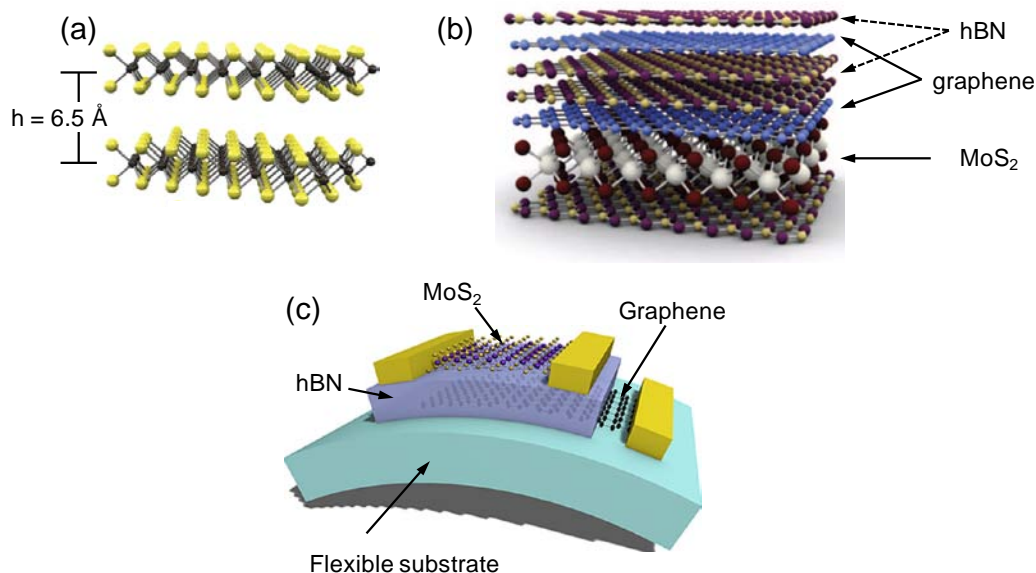 (a)
h = 6.5 Å
(b)
hBN
graphene
MoS₂
(c)
MoS₂
Graphene
hBN
Flexible substrate